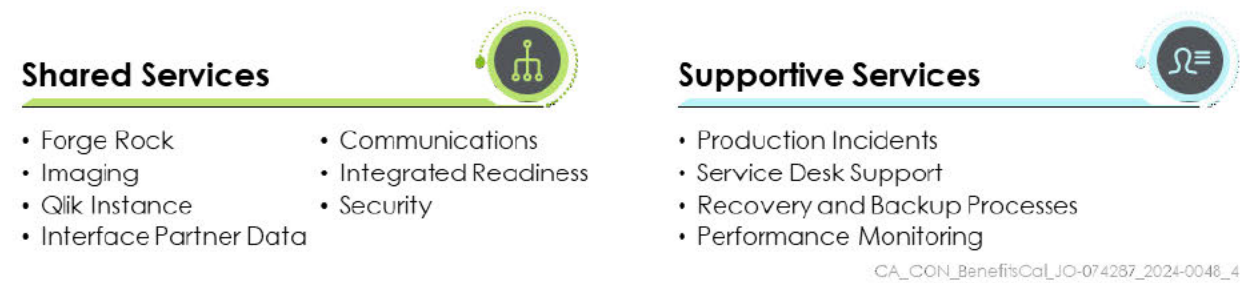 Shared Services
• Forge Rock
• Imaging
• Qlik Instance
• Interface Partner Data
• Communications
• Integrated Readiness
• Security
Supportive Services
• Production Incidents
• Service Desk Support
• Recovery and Backup Processes
• Performance Monitoring
CA_CON_BenefitsCal_JO-074287_2024-0048_4